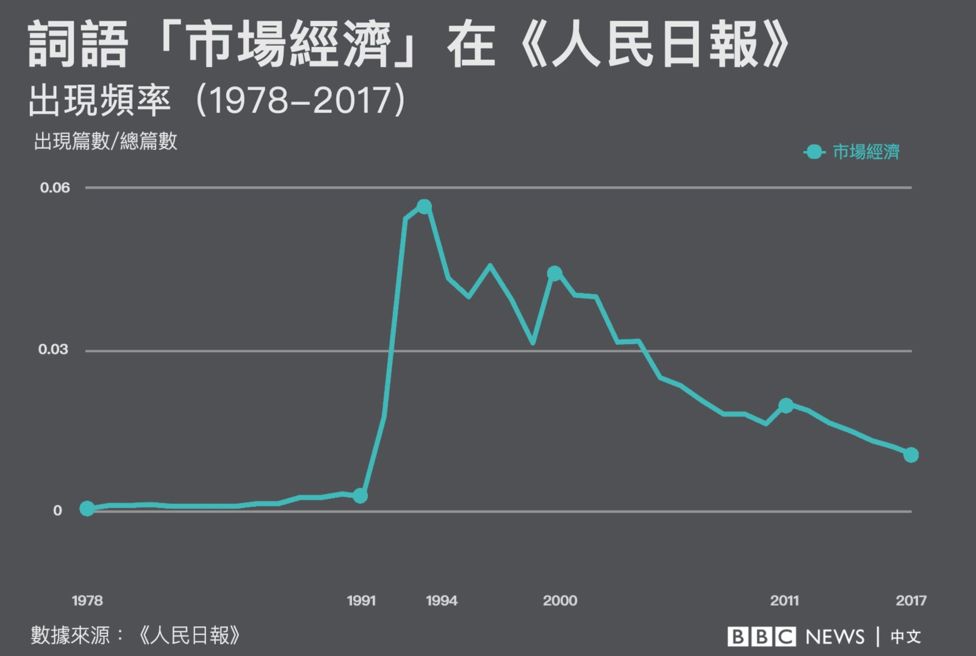 詞語「市場經濟」在《人民日報》
出現頻率（1978–2017）
出現篇數/總篇數
市場經濟
0.06
0.03
0
1978 1991 1994 2000 2011 2017
數據來源：《人民日報》
BBC NEWS | 中文